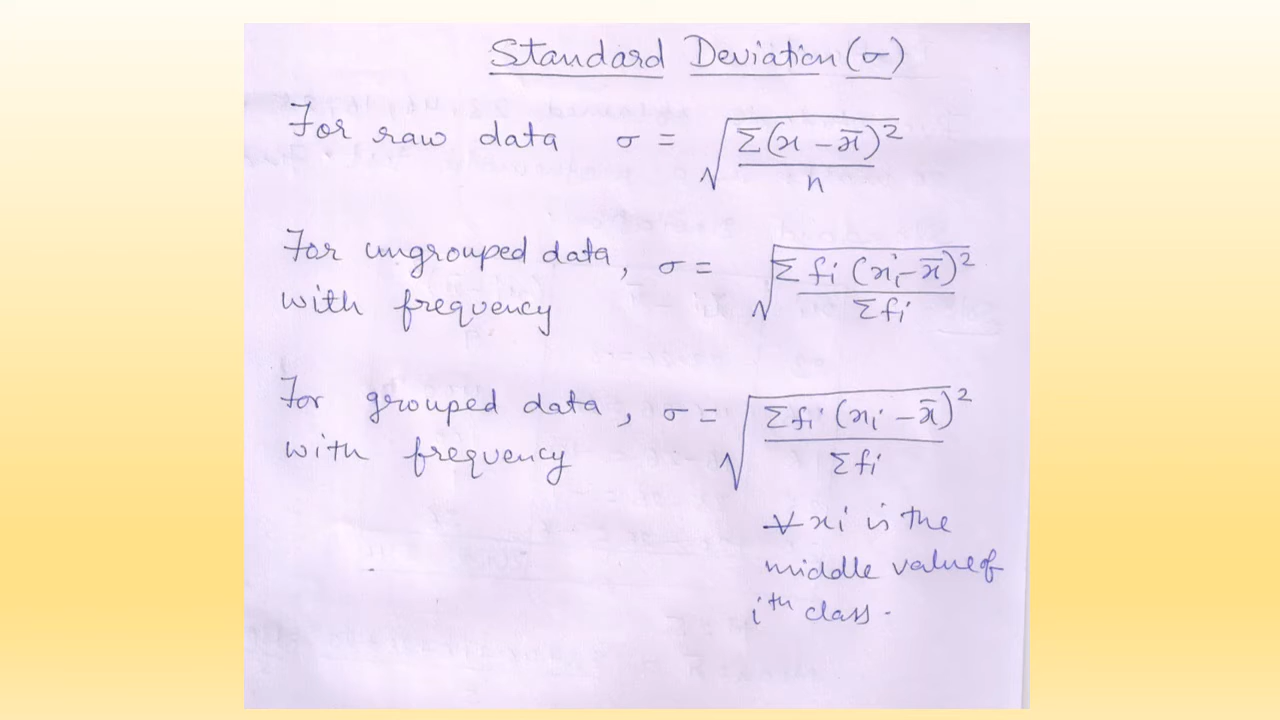 Standard Deviation (σ)
For raw data σ = √(Σ(x - x̄)² / n)
For ungrouped data, σ = √(Σfi (xi - x̄)² / Σfi)
with frequency
For grouped data, σ = √(Σfi (xi - x̄)² / Σfi)
with frequency
∀ xi is the
middle value of
ith class.